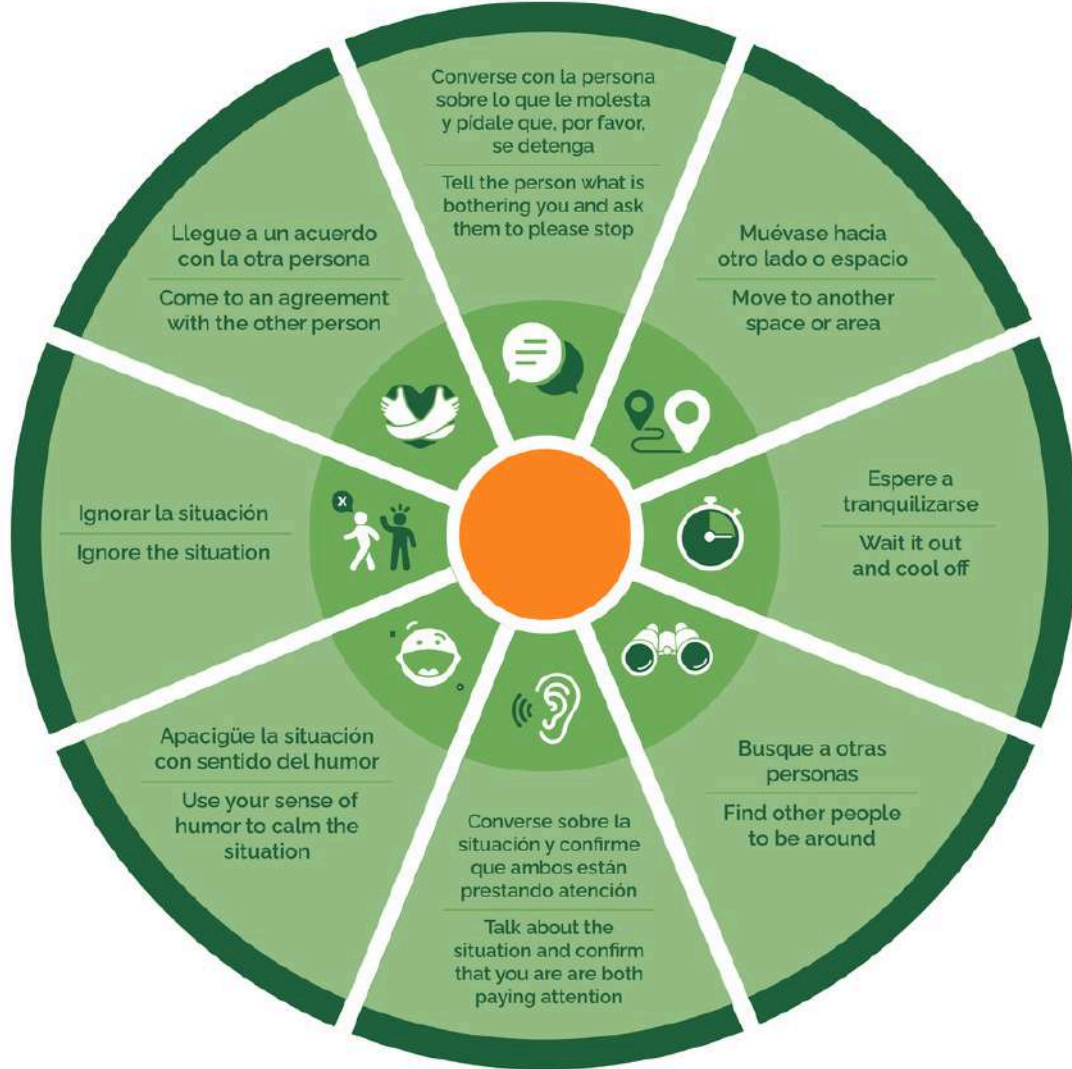 Converse con la persona
sobre lo que le molesta
y pídale que, por favor,
se detenga
Tell the person what is
bothering you and ask
them to please stop
Muévase hacia
otro lado o espacio
Move to another
space or area
Espere a
tranquilizarse
Wait it out
and cool off
Busque a otras
personas
Find other people
to be around
Converse sobre la
situación y confirme
que ambos están
prestando atención
Talk about the
situation and confirm
that you are are both
paying attention
Apacigüe la situación
con sentido del humor
Use your sense of
humor to calm the
situation
Ignorar la situación
Ignore the situation
X
Llegue a un acuerdo
con la otra persona
Come to an agreement
with the other person